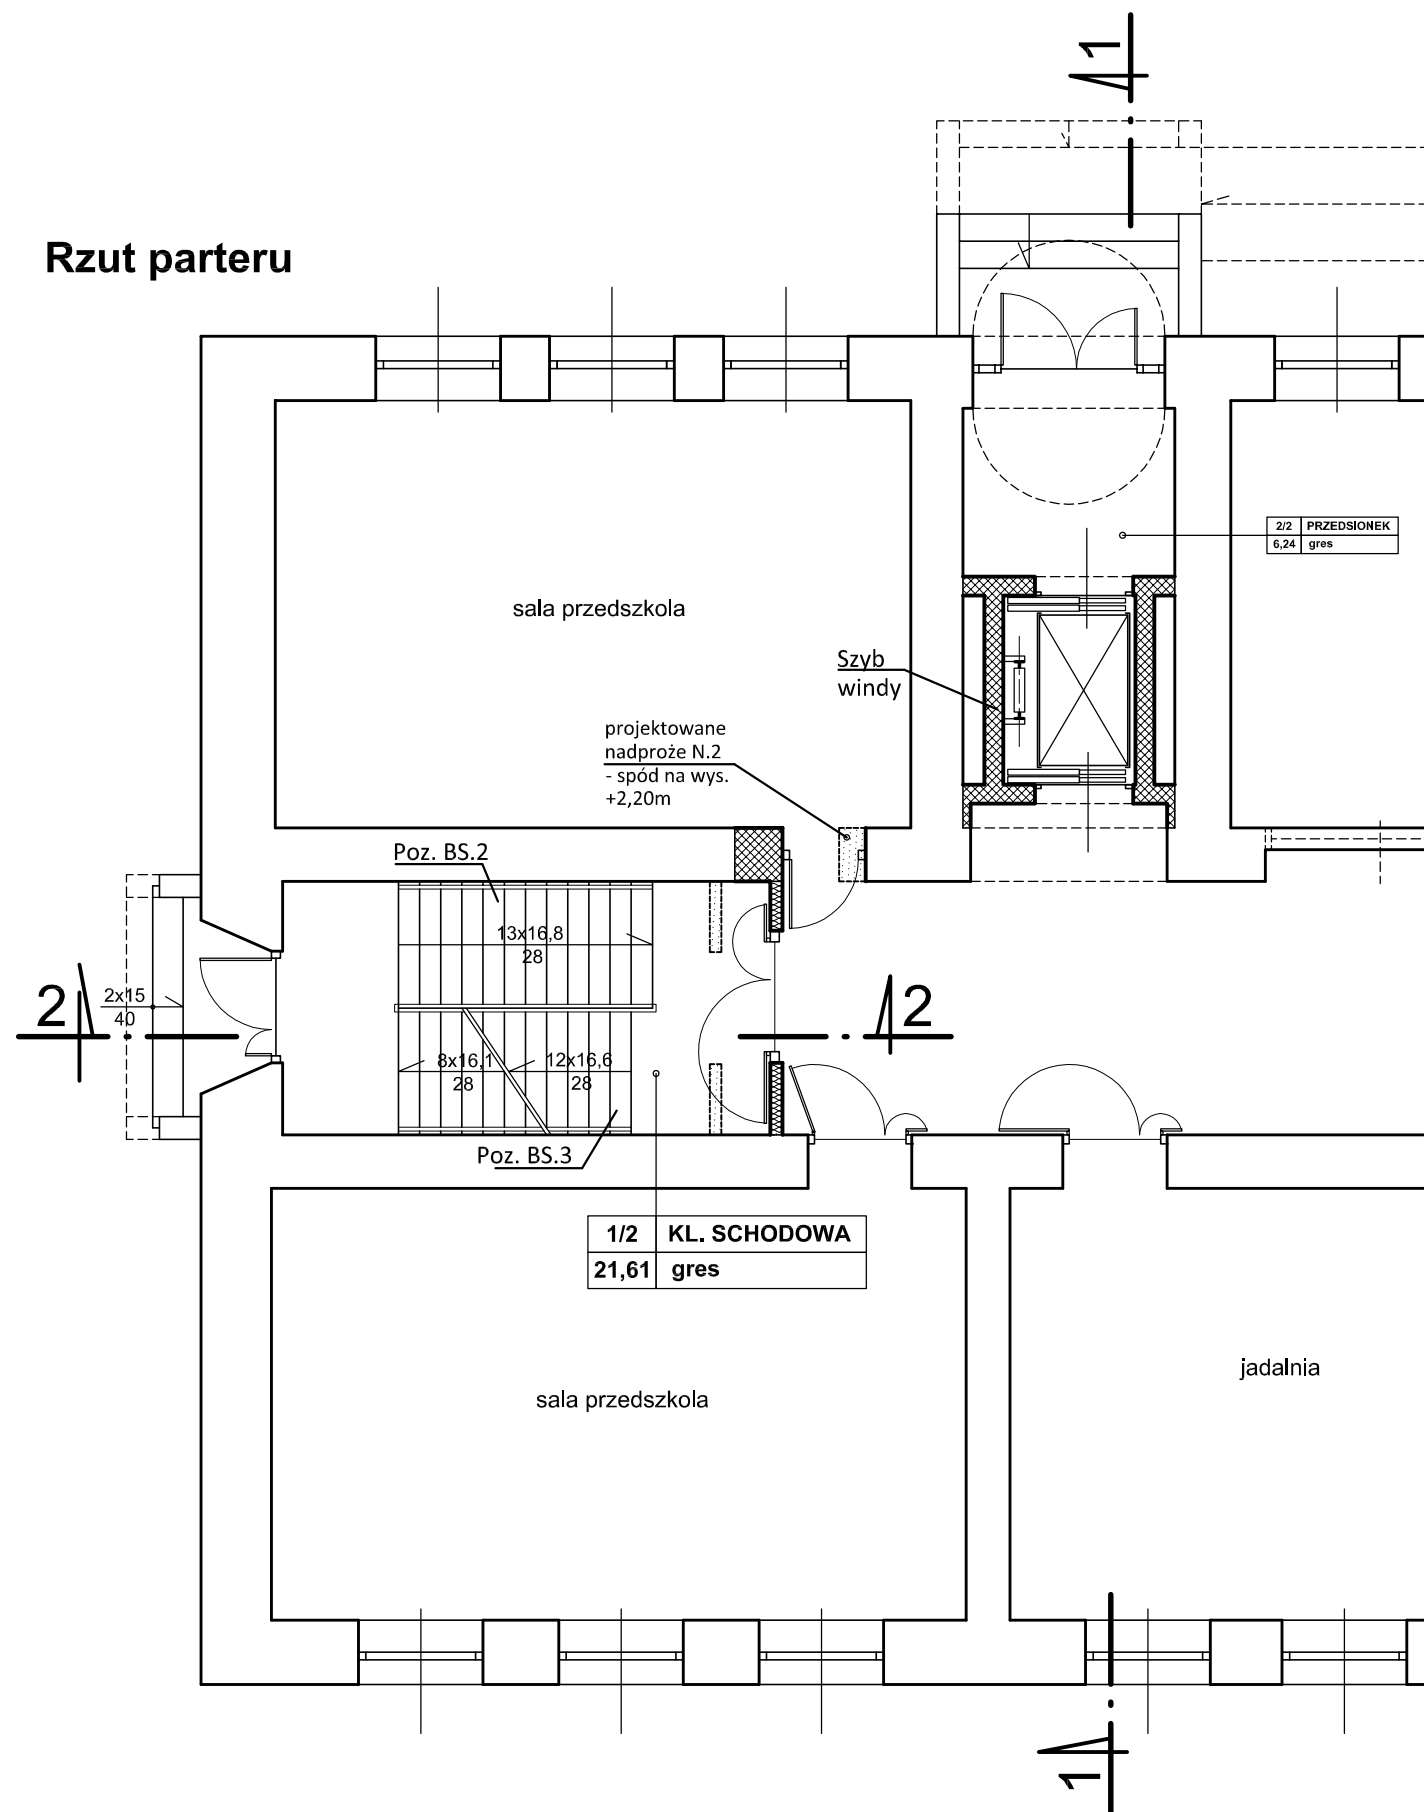 1
Rzut parteru
2/2 PRZEDSIONEK
6,24 gres
sala przedszkola
Szyb
windy
projektowane
nadproże N.2
- spód na wys.
+2,20m
Poz. BS.2
13x16,8
28
2
2x15
40
2
8x16,1
28
12x16,6
28
Poz. BS.3
1/2 KL. SCHODOWA
21,61 gres
jadalnia
sala przedszkola
1